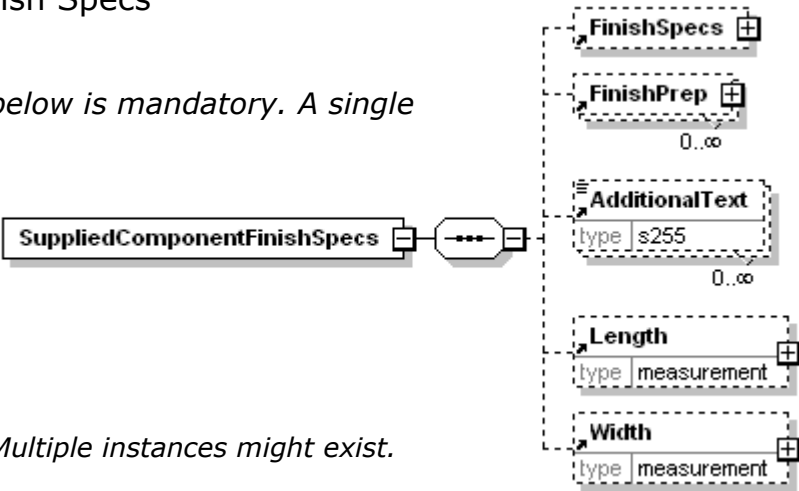 ish Specs
FinishSpecs
below is mandatory. A single
FinishPrep
0..∞
AdditionalText
type s255
0..∞
SuppliedComponentFinishSpecs
Length
type measurement
Multiple instances might exist.
Width
type measurement